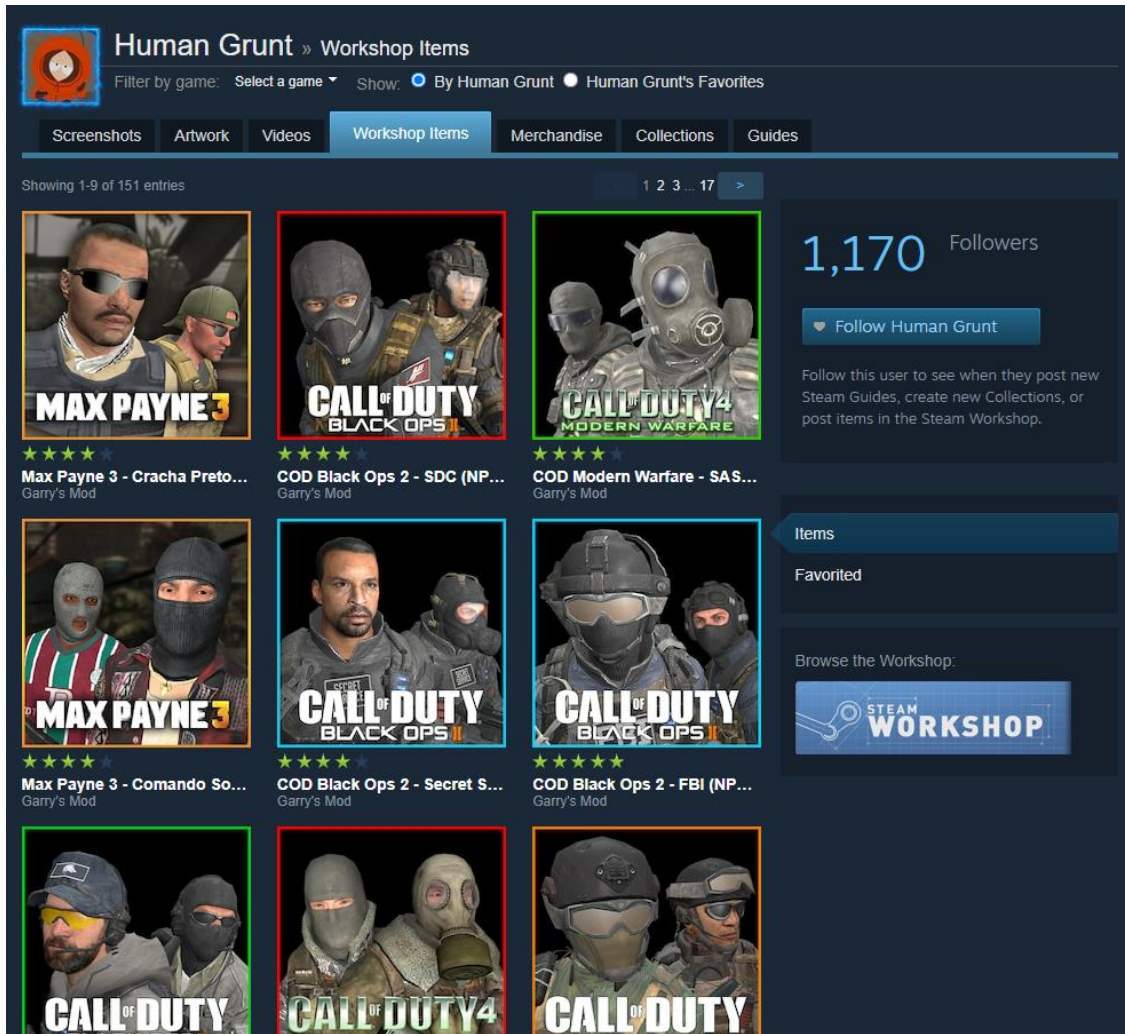 Human Grunt » Workshop Items
Filter by game: Select a game Show: By Human Grunt Human Grunt's Favorites
Screenshots Artwork Videos Workshop Items Merchandise Collections Guides
Showing 1-9 of 151 entries
< 1 2 3 ... 17 >
1,170 Followers
Follow Human Grunt
Follow this user to see when they post new
Steam Guides, create new Collections, or
post items in the Steam Workshop.
Items
Favorited
Browse the Workshop:
STEAM
WORKSHOP
MAX PAYNE 3
Max Payne 3 - Cracha Preto...
Garry's Mod
CALL OF DUTY
BLACK OPS II
COD Black Ops 2 - SDC (NP...
Garry's Mod
CALL OF DUTY 4
MODERN WARFARE
COD Modern Warfare - SAS...
Garry's Mod
MAX PAYNE 3
Max Payne 3 - Comando So...
Garry's Mod
SECRET
SECRET
SERVICE
CALL OF DUTY
BLACK OPS II
COD Black Ops 2 - Secret S...
Garry's Mod
CALL OF DUTY
BLACK OPS II
COD Black Ops 2 - FBI (NP...
Garry's Mod
CALL OF DUTY
CALL OF DUTY 4
CALL OF DUTY